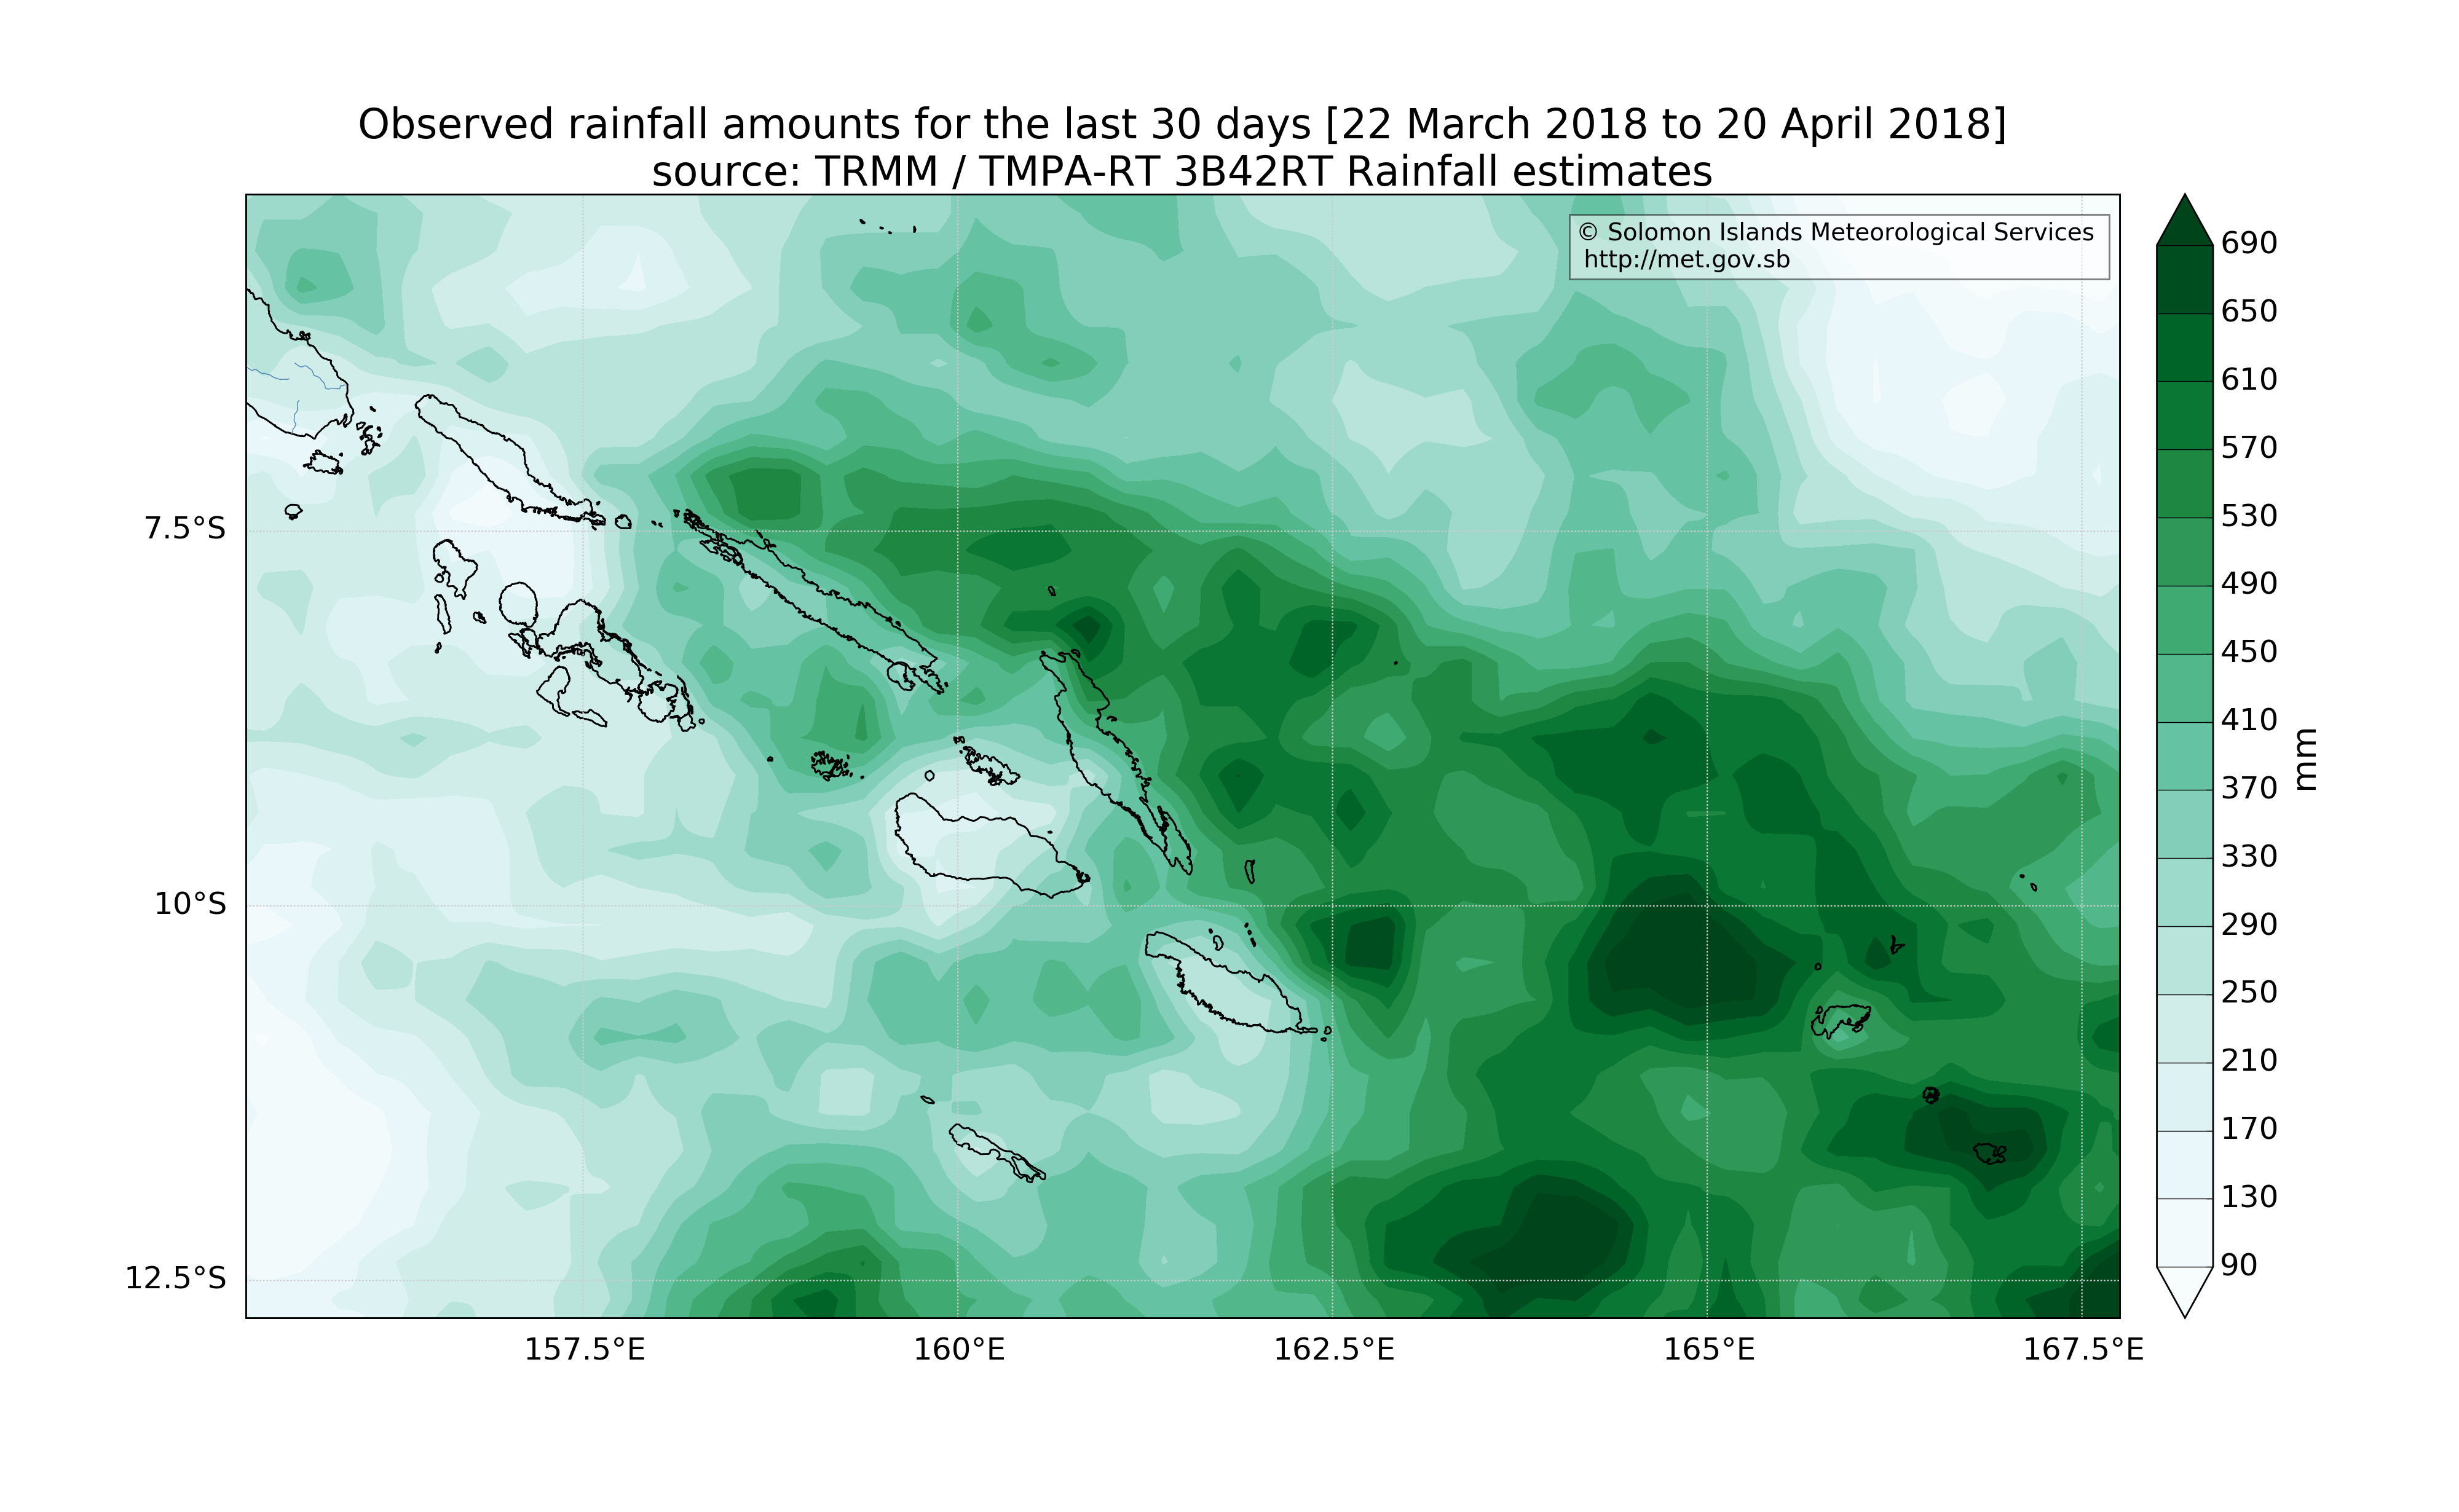 Observed rainfall amounts for the last 30 days [22 March 2018 to 20 April 2018]
source: TRMM / TMPA-RT 3B42RT Rainfall estimates
© Solomon Islands Meteorological Services
http://met.gov.sb
7.5°S
10°S
12.5°S
157.5°E
160°E
162.5°E
165°E
167.5°E
690
650
610
570
530
490
450
410
370
330
290
250
210
170
130
90
mm